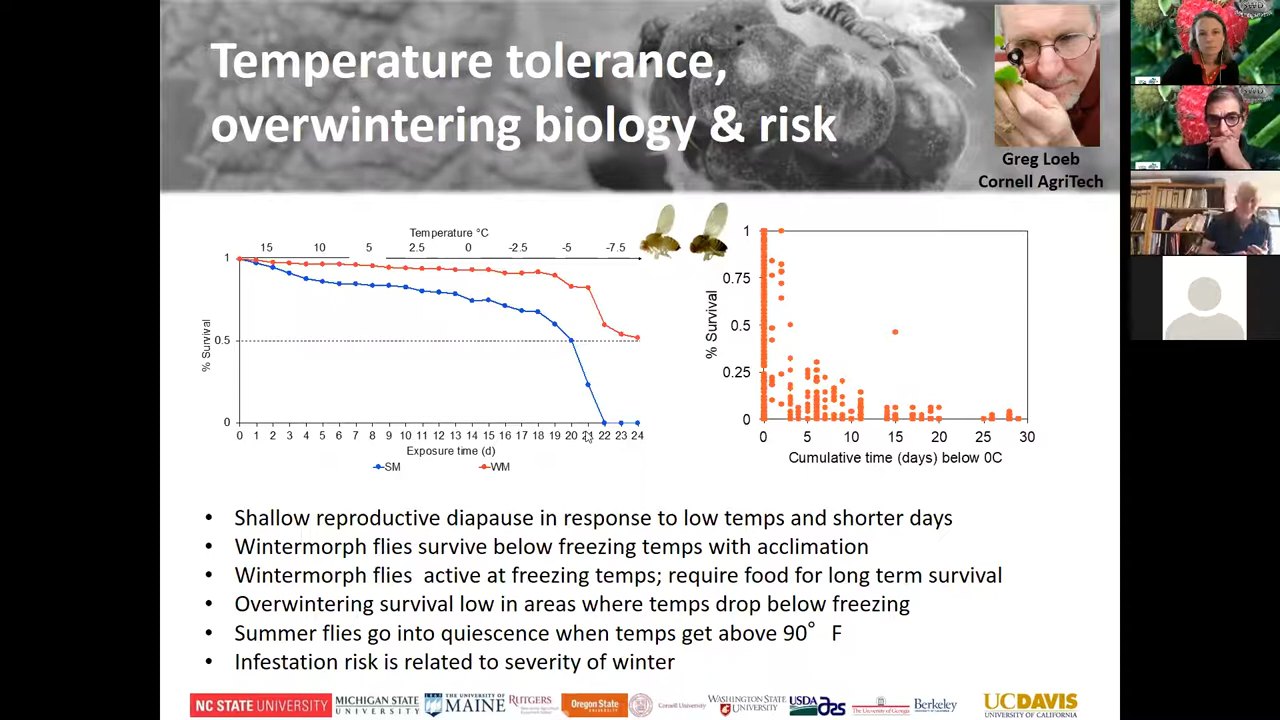 Temperature tolerance,
overwintering biology & risk
Greg Loeb
Cornell AgriTech
Temperature °C
15 10 5 2.5 0 -2.5 -5 -7.5
1
0.5
0
% Survival
0 1 2 3 4 5 6 7 8 9 10 11 12 13 14 15 16 17 18 19 20 21 22 23 24
Exposure time (d)
SM WM
1
0.75
0.5
0.25
0
% Survival
0 5 10 15 20 25 30
Cumulative time (days) below 0C
• Shallow reproductive diapause in response to low temps and shorter days
• Wintermorph flies survive below freezing temps with acclimation
• Wintermorph flies active at freezing temps; require food for long term survival
• Overwintering survival low in areas where temps drop below freezing
• Summer flies go into quiescence when temps get above 90° F
• Infestation risk is related to severity of winter
NC STATE UNIVERSITY
MICHIGAN STATE
UNIVERSITY
THE UNIVERSITY OF
MAINE
RUTGERS
Oregon State
Cornell University
WASHINGTON STATE
UNIVERSITY
USDA ars
The University of Georgia
Berkeley
UNIVERSITY OF CALIFORNIA
UCDAVIS
UNIVERSITY OF CALIFORNIA